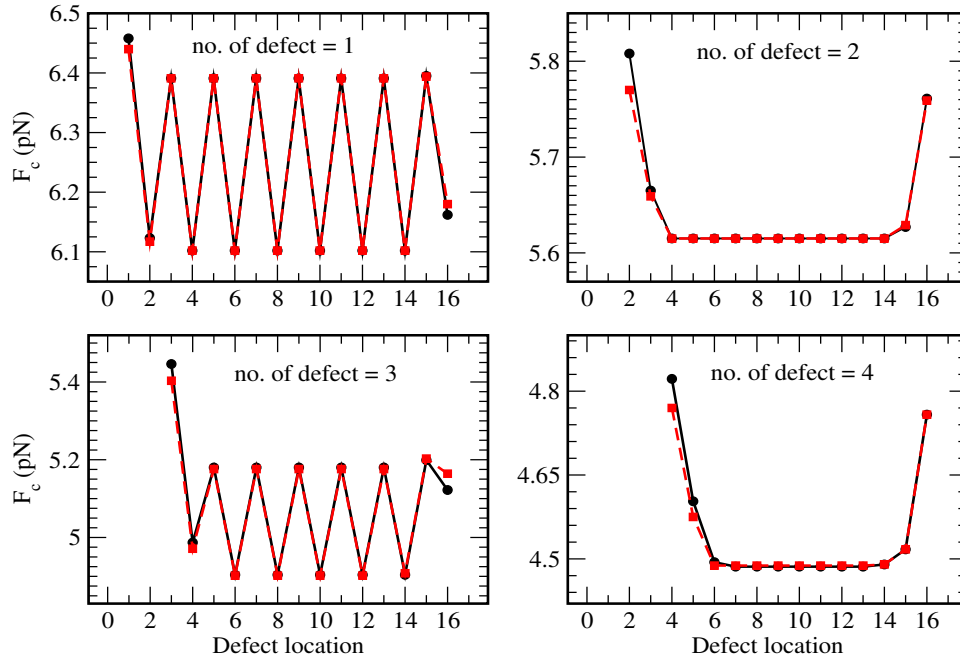 6.5
6.4
6.3
6.2
6.1
F_c (pN)
no. of defect = 1
0 2 4 6 8 10 12 14 16
5.8
5.7
5.6
no. of defect = 2
0 2 4 6 8 10 12 14 16
5.4
5.2
5
F_c (pN)
no. of defect = 3
0 2 4 6 8 10 12 14 16
Defect location
4.8
4.65
4.5
no. of defect = 4
0 2 4 6 8 10 12 14 16
Defect location